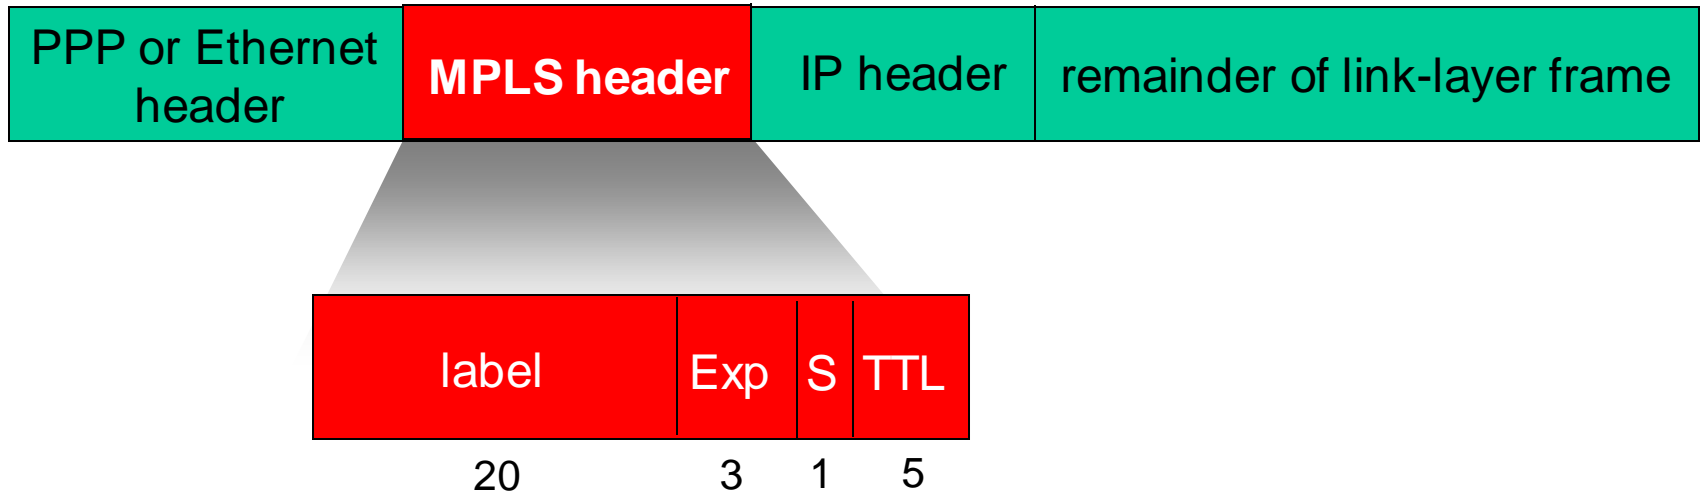 PPP or Ethernet
header
MPLS header
IP header
remainder of link-layer frame
label
Exp
S
TTL
20
3
1
5